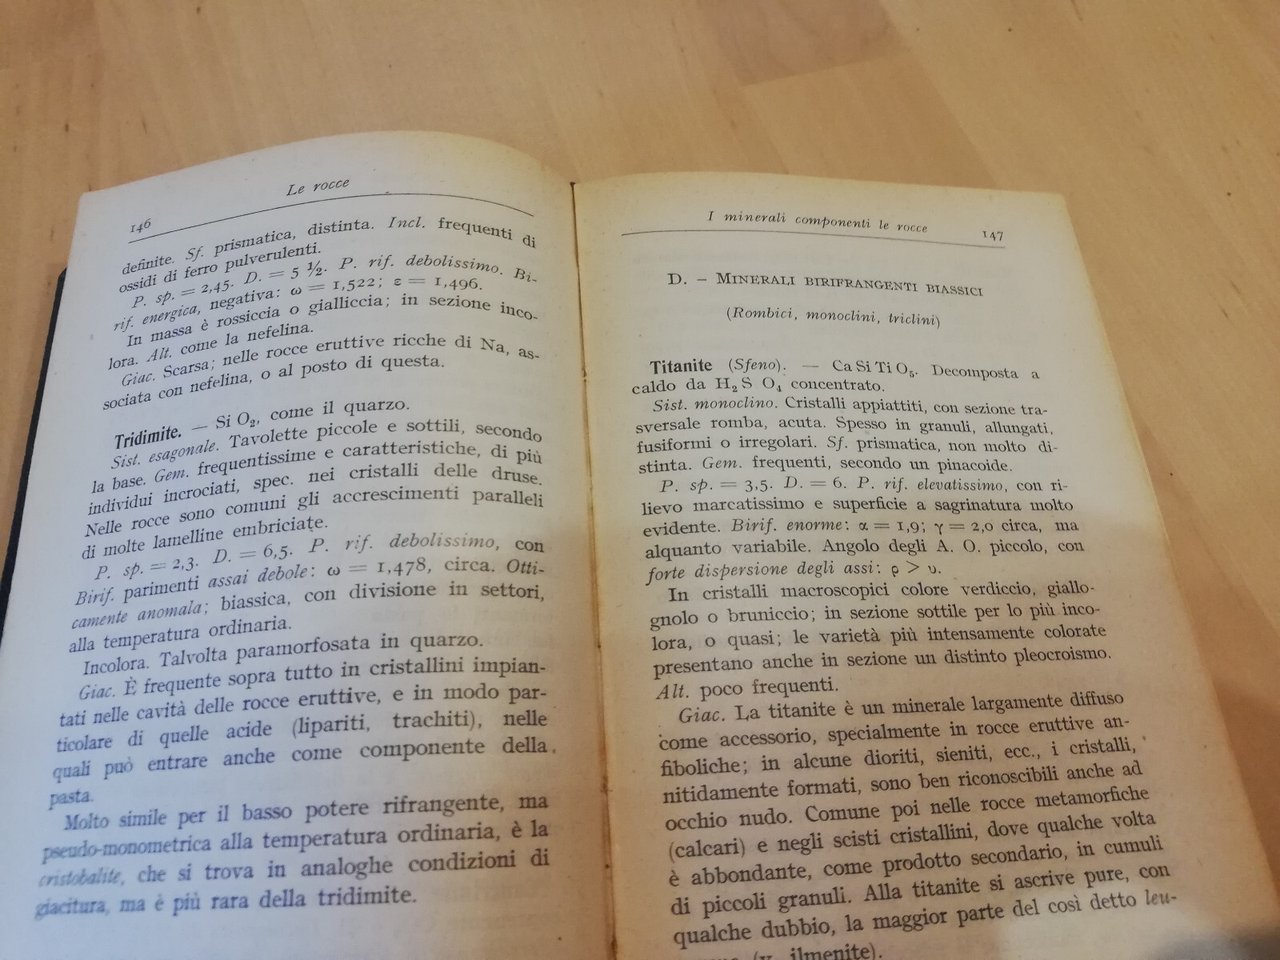 146
Le rocce
definite. Sf. prismatica, distinta. Incl. frequenti di
ossidi di ferro pulverulenti.
P. sp. = 2,45. D. = 5 ½. P. rif. debolissimo. Bi-
rif. energica, negativa: ω = 1,522; ε = 1,496.
In massa è rossiccia o gialliccia; in sezione inco-
lora. Alt. come la nefelina.
Giac. Scarsa; nelle rocce eruttive ricche di Na, as-
sociata con nefelina, o al posto di questa.
Tridimite. — Si O₂, come il quarzo.
Sist. esagonale. Tavolette piccole e sottili, secondo
la base. Gem. frequentissime e caratteristiche, di più
individui incrociati, spec. nei cristalli delle druse.
Nelle rocce sono comuni gli accrescimenti paralleli
di molte lamelline embriciate.
P. sp. = 2,3. D. = 6,5. P. rif. debolissimo, con
Birif. parimenti assai debole: ω = 1,478, circa. Otti-
camente anomala; biassica, con divisione in settori,
alla temperatura ordinaria.
Incolora. Talvolta paramorfosata in quarzo.
Giac. È frequente sopra tutto in cristallini impian-
tati nelle cavità delle rocce eruttive, e in modo par-
ticolare di quelle acide (lipariti, trachiti), nelle
quali può entrare anche come componente della
pasta.
Molto simile per il basso potere rifrangente, ma
pseudo-monometrica alla temperatura ordinaria, è la
cristobalite, che si trova in analoghe condizioni di
giacitura, ma è più rara della tridimite.
I minerali componenti le rocce
147
D. – MINERALI BIRIFRANGENTI BIASSICI
(Rombici, monoclini, triclini)
Titanite (Sfeno). — Ca Si Ti O₅. Decomposta a
caldo da H₂ S O₄ concentrato.
Sist. monoclino. Cristalli appiattiti, con sezione tra-
sversale romba, acuta. Spesso in granuli, allungati,
fusiformi o irregolari. Sf. prismatica, non molto di-
stinta. Gem. frequenti, secondo un pinacoide.
P. sp. = 3,5. D. = 6. P. rif. elevatissimo, con ri-
lievo marcatissimo e superficie a sagrinatura molto
evidente. Birif. enorme: α = 1,9; γ = 2,0 circa, ma
alquanto variabile. Angolo degli A. O. piccolo, con
forte dispersione degli assi: ρ > υ.
In cristalli macroscopici colore verdiccio, giallo-
gnolo o bruniccio; in sezione sottile per lo più inco-
lora, o quasi; le varietà più intensamente colorate
presentano anche in sezione un distinto pleocroismo.
Alt. poco frequenti.
Giac. La titanite è un minerale largamente diffuso
come accessorio, specialmente in rocce eruttive an-
fiboliche; in alcune dioriti, sieniti, ecc., i cristalli,
nitidamente formati, sono ben riconoscibili anche ad
occhio nudo. Comune poi nelle rocce metamorfiche
(calcari) e negli scisti cristallini, dove qualche volta
è abbondante, come prodotto secondario, in cumuli
di piccoli granuli. Alla titanite si ascrive pure, con
qualche dubbio, la maggior parte del così detto leu-
(v. ilmenite).